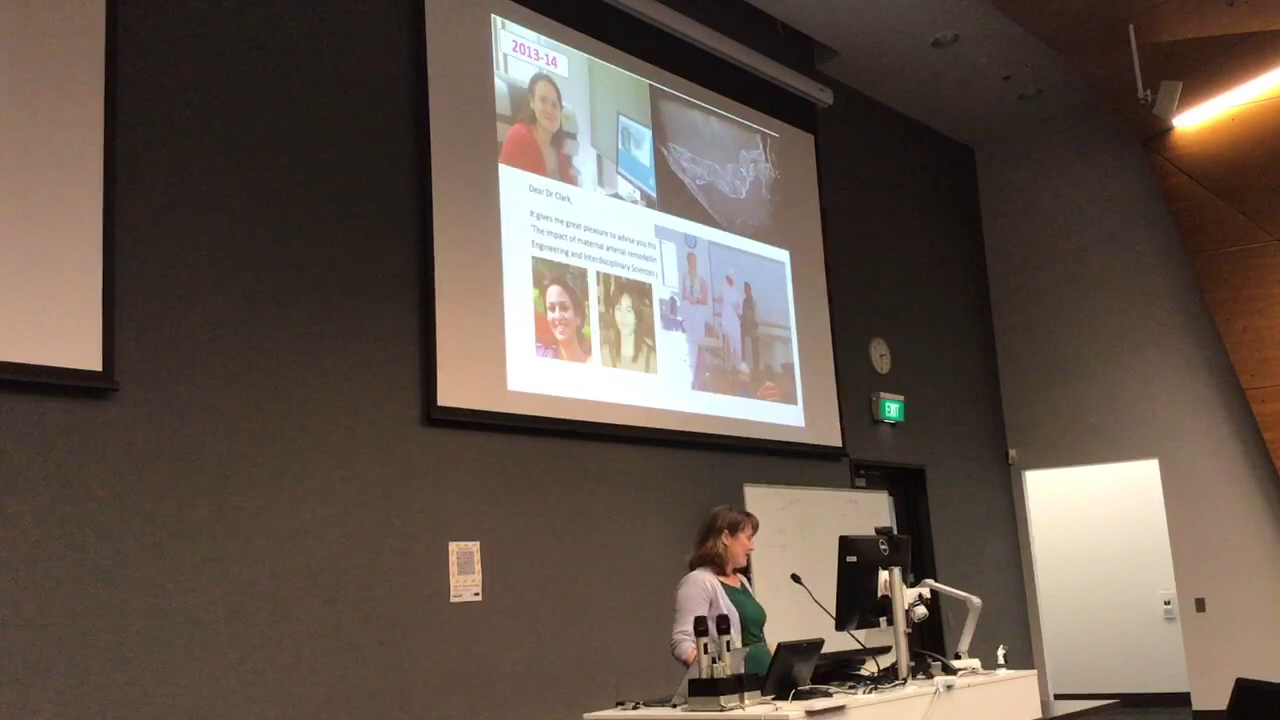 2013-14
Dear Dr Clark,
It gives me great pleasure to advise you tha
'The impact of maternal arterial remodellin
Engineering and Interdisciplinary Sciences
EXIT